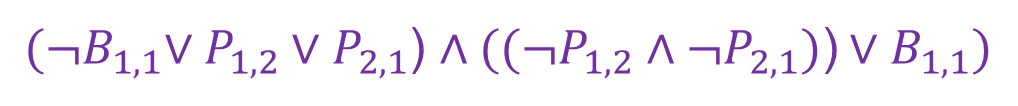 (¬B₁,₁∨ P₁,₂ ∨ P₂,₁) ∧ ((¬P₁,₂ ∧ ¬P₂,₁)) ∨ B₁,₁)